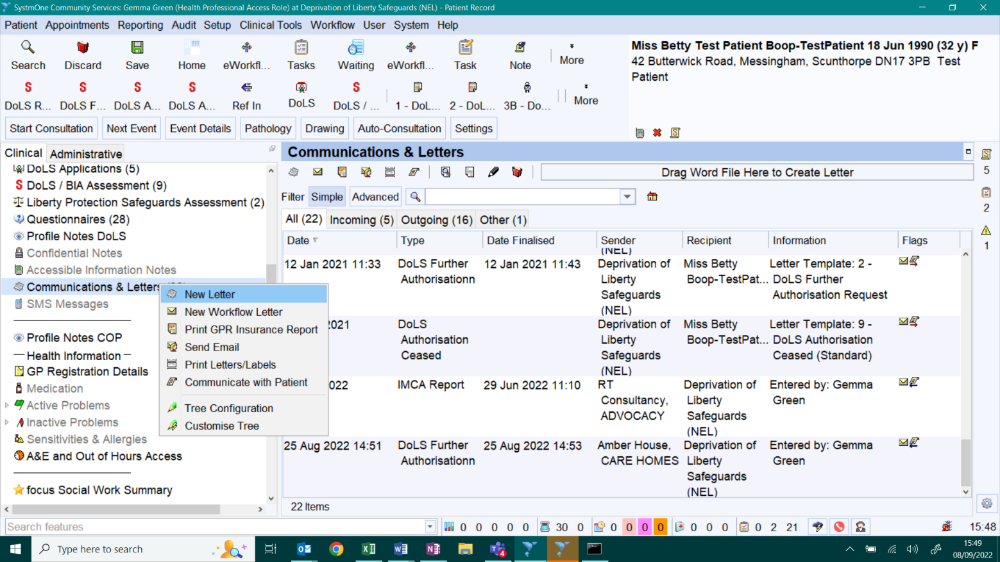 SystmOne Community Services: Gemma Green (Health Professional Access Role) at Deprivation of Liberty Safeguards (NEL) - Patient Record
Patient Appointments Reporting Audit Setup Clinical Tools Workflow User System Help
Search Discard Save Home eWorkfl... Tasks Waiting eWorkfl... Task Note More
DoLS R... DoLS F... DoLS A... DoLS A... Ref In DoLS DoLS / ... 1 - DoL... 2 - DoL... 3B - Do... More
Start Consultation Next Event Event Details Pathology Drawing Auto-Consultation Settings
Miss Betty Test Patient Boop-TestPatient 18 Jun 1990 (32 y) F
42 Butterwick Road, Messingham, Scunthorpe DN17 3PB Test
Patient
Clinical Administrative
DoLS Applications (5)
DoLS / BIA Assessment (9)
Liberty Protection Safeguards Assessment (2)
Questionnaires (28)
Profile Notes DoLS
Confidential Notes
Accessible Information Notes
Communications & Letters
SMS Messages
Profile Notes COP
Health Information
GP Registration Details
Medication
Active Problems
Inactive Problems
Sensitivities & Allergies
A&E and Out of Hours Access
focus Social Work Summary
New Letter
New Workflow Letter
Print GPR Insurance Report
Send Email
Print Letters/Labels
Communicate with Patient
Tree Configuration
Customise Tree
Communications & Letters
Drag Word File Here to Create Letter
Filter Simple Advanced
All (22) Incoming (5) Outgoing (16) Other (1)
Date Type Date Finalised Sender Recipient Information Flags
(NEL)
12 Jan 2021 11:33 DoLS Further 12 Jan 2021 11:43 Deprivation of Miss Betty Letter Template: 2 -
Authorisationn Liberty Boop-TestPat... DoLS Further
Safeguards Authorisation Request
(NEL)
2021 DoLS Deprivation of Miss Betty Letter Template: 9 -
Authorisation Liberty Boop-TestPat... DoLS Authorisation
Ceased Safeguards Ceased (Standard)
(NEL)
2022 IMCA Report 29 Jun 2022 11:10 RT Deprivation of Entered by: Gemma
Consultancy, Liberty Green
ADVOCACY Safeguards
(NEL)
25 Aug 2022 14:51 DoLS Further 25 Aug 2022 14:53 Amber House, Deprivation of Entered by: Gemma
Authorisationn CARE HOMES Liberty Green
Safeguards
(NEL)
22 Items
5
2
1
Search features
0 0 0 0 30 0 0 0 0 0 0 0 0 0 2 21 15:48
Type here to search
4
15:49
08/09/2022